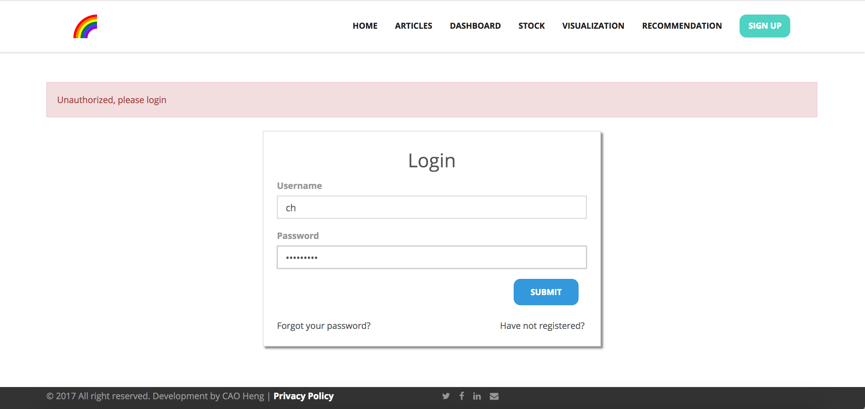 HOME ARTICLES DASHBOARD STOCK VISUALIZATION RECOMMENDATION SIGN UP
Unauthorized, please login
Login
Username
ch
Password
•••••••••
SUBMIT
Forgot your password? Have not registered?
© 2017 All right reserved. Development by CAO Heng | Privacy Policy